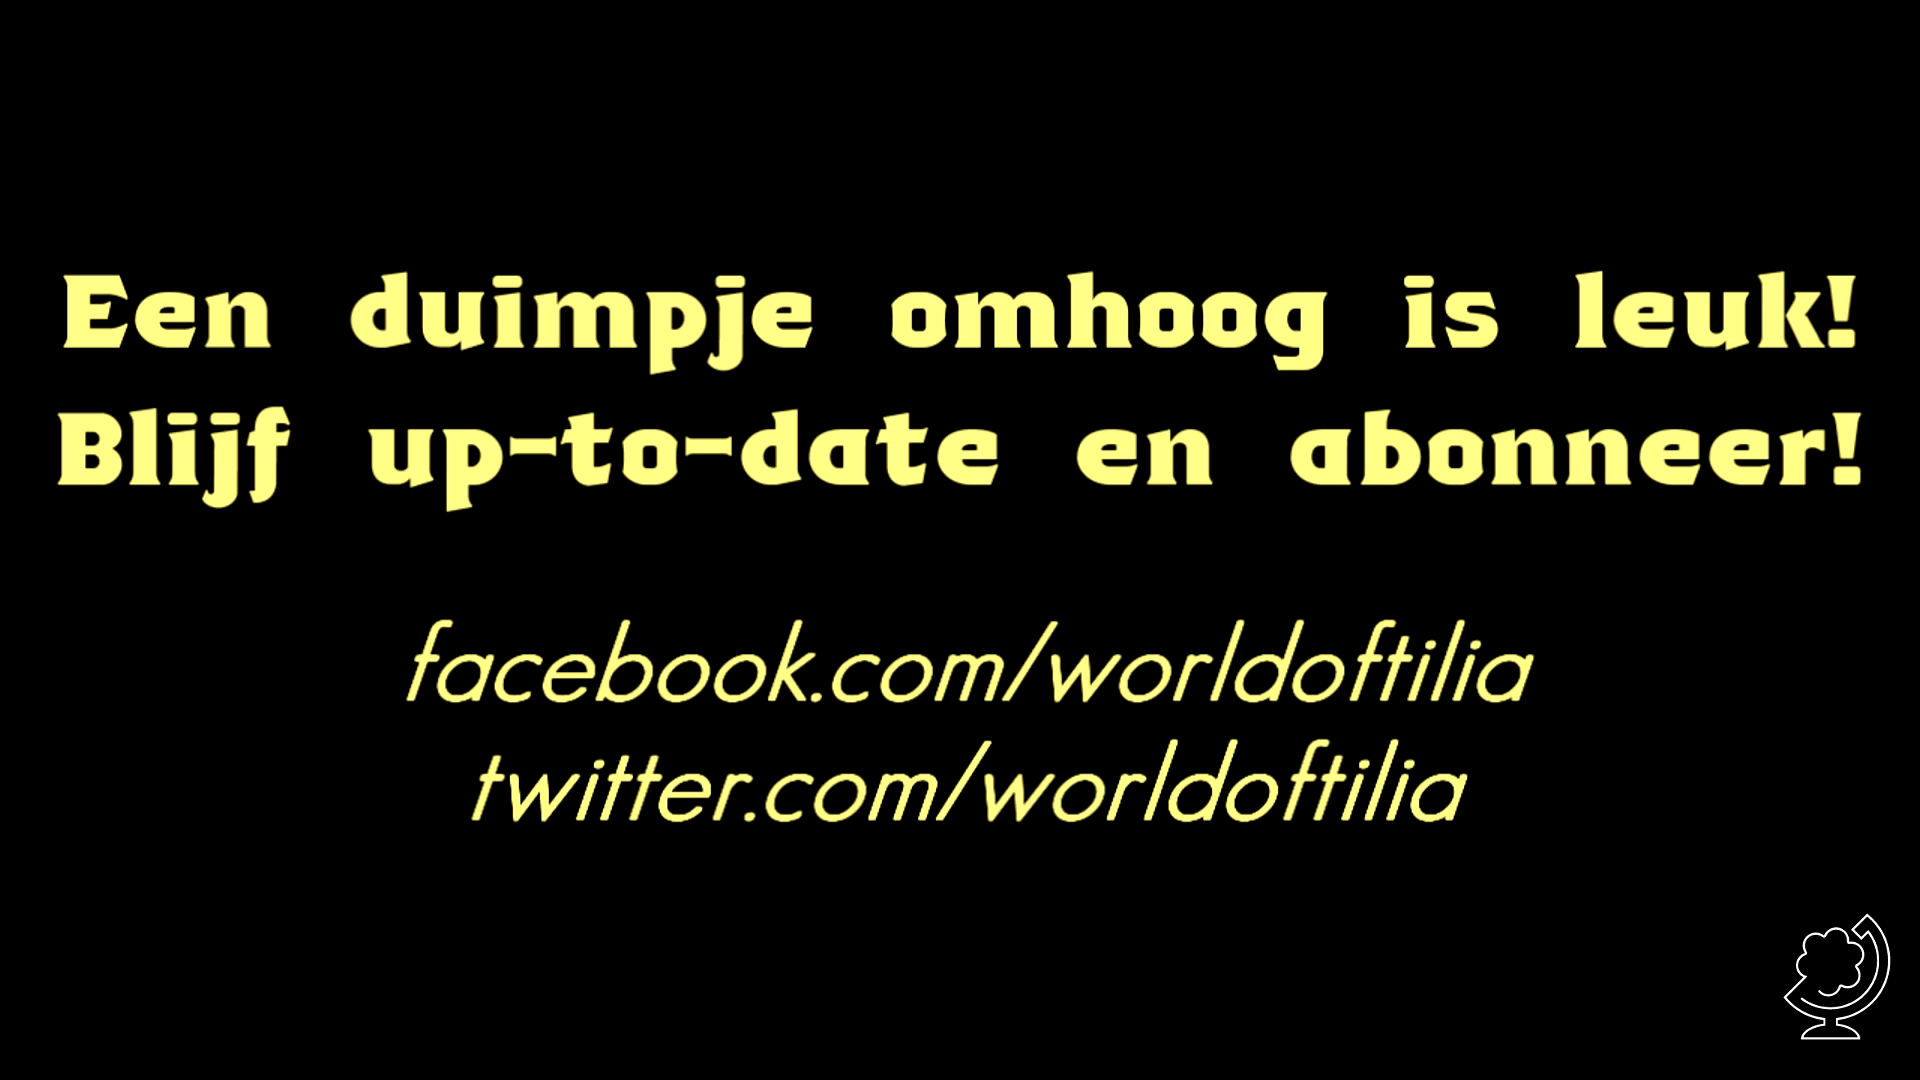 Een duimpje omhoog is leuk!
Blijf up-to-date en abonneer!
facebook.com/worldoftilia
twitter.com/worldoftilia